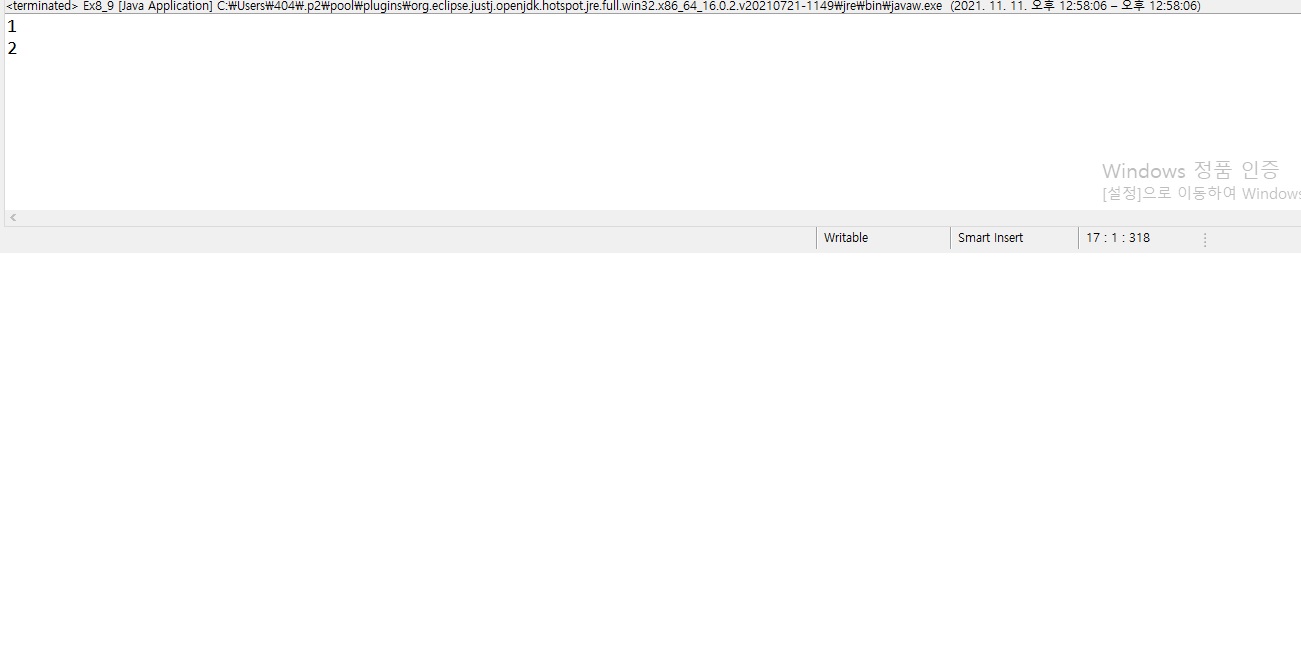 <terminated> Ex8_9 [Java Application] C:₩Users₩404₩.p2₩pool₩plugins₩org.eclipse.justj.openjdk.hotspot.jre.full.win32.x86_64_16.0.2.v20210721-1149₩jre₩bin₩javaw.exe (2021. 11. 11. 오후 12:58:06 – 오후 12:58:06)
1
2
Windows 정품 인증
[설정]으로 이동하여 Windows
Writable Smart Insert 17 : 1 : 318